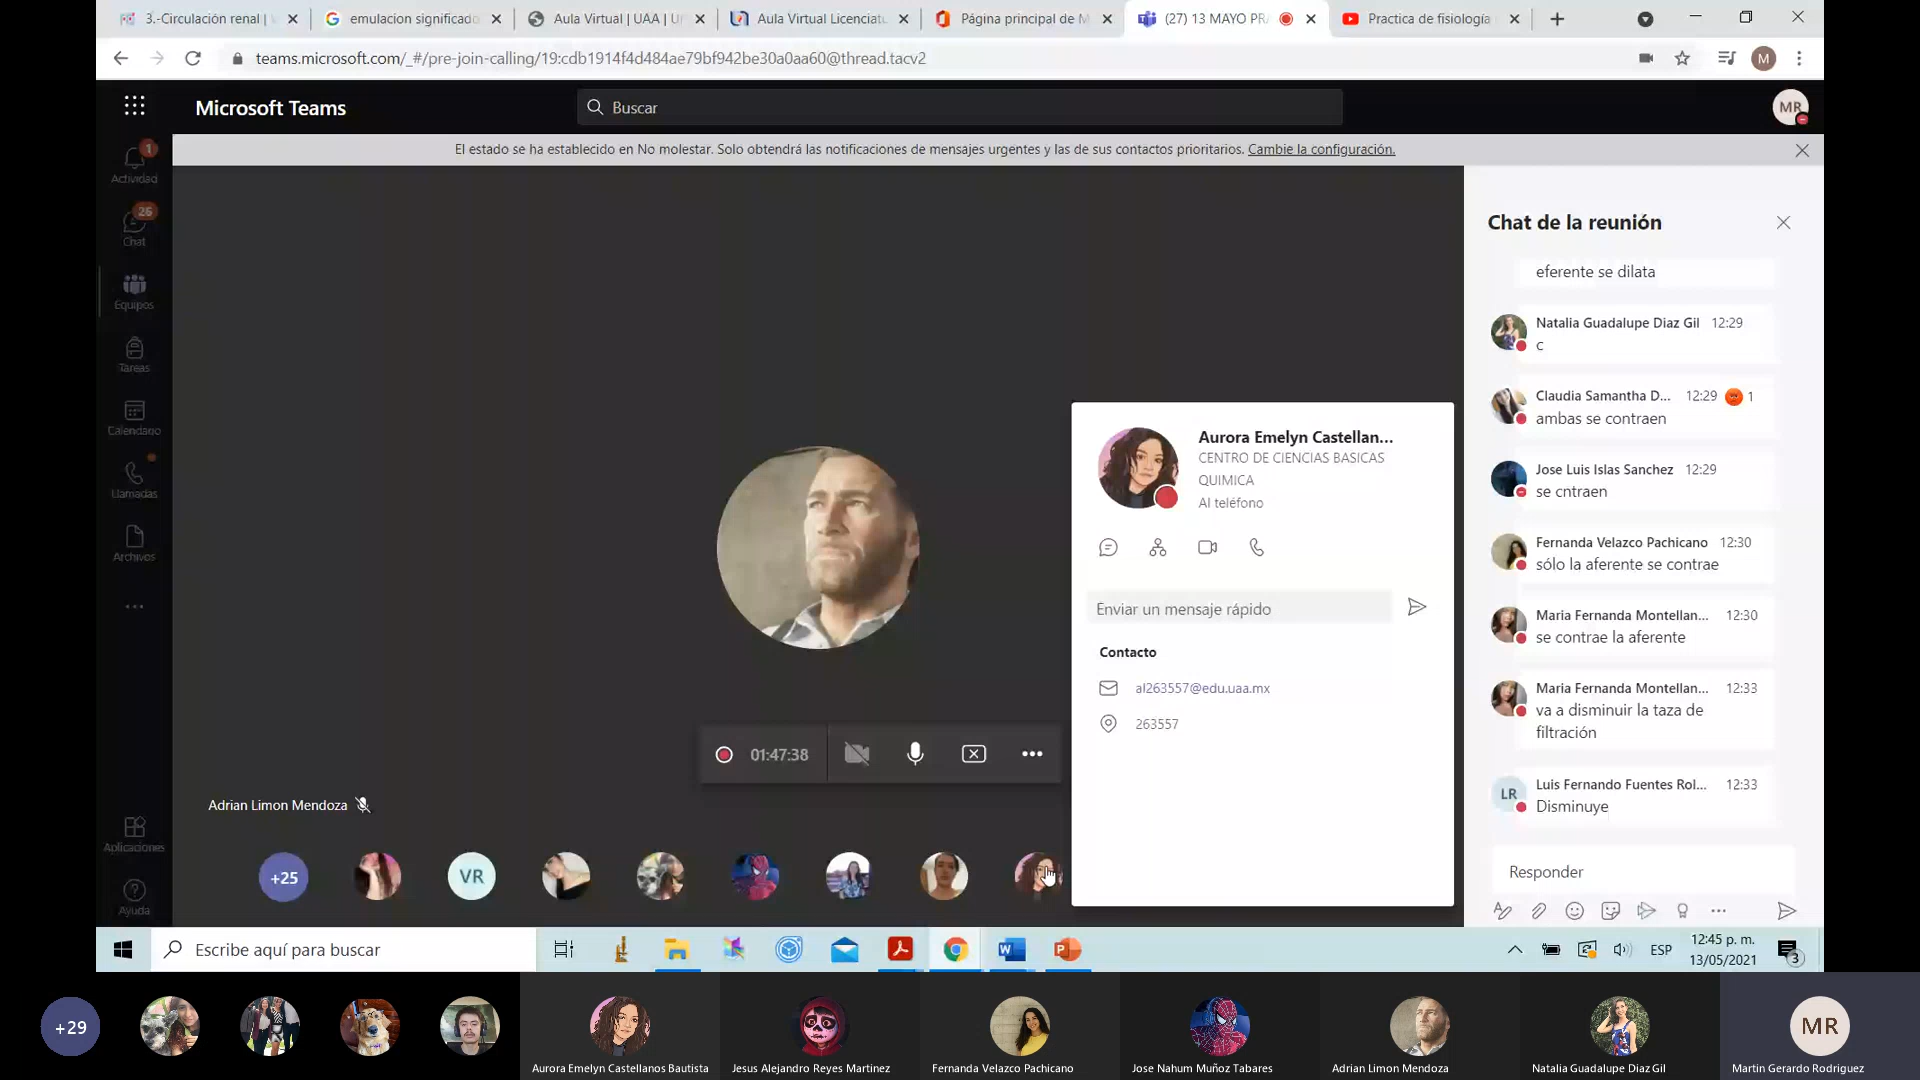 3.-Circulación renal |
emulacion significado
Aula Virtual | UAA | U
Aula Virtual Licenciatu
Página principal de M
(27) 13 MAYO PRA
Practica de fisiología
teams.microsoft.com/_#/pre-join-calling/19:cdb1914f4d484ae79bf942be30a0aa60@thread.tacv2
M
Microsoft Teams
Buscar
MR
El estado se ha establecido en No molestar. Solo obtendrá las notificaciones de mensajes urgentes y las de sus contactos prioritarios. Cambie la configuración.
1
Actividad
26
Chat
Equipos
Tareas
Calendario
Llamadas
Archivos
Aplicaciones
Ayuda
Aurora Emelyn Castellan...
CENTRO DE CIENCIAS BASICAS
QUIMICA
Al teléfono
Enviar un mensaje rápido
Contacto
al263557@edu.uaa.mx
263557
01:47:38
Adrian Limon Mendoza
+25
VR
Chat de la reunión
eferente se dilata
Natalia Guadalupe Diaz Gil 12:29
c
Claudia Samantha D... 12:29 1
ambas se contraen
Jose Luis Islas Sanchez 12:29
se cntraen
Fernanda Velazco Pachicano 12:30
sólo la aferente se contrae
Maria Fernanda Montellan... 12:30
se contrae la aferente
Maria Fernanda Montellan... 12:33
va a disminuir la taza de
filtración
LR
Luis Fernando Fuentes Rol... 12:33
Disminuye
Responder
Escribe aquí para buscar
ESP
12:45 p. m.
13/05/2021
3
+29
Aurora Emelyn Castellanos Bautista
Jesus Alejandro Reyes Martinez
Fernanda Velazco Pachicano
Jose Nahum Muñoz Tabares
Adrian Limon Mendoza
Natalia Guadalupe Diaz Gil
MR
Martin Gerardo Rodriguez